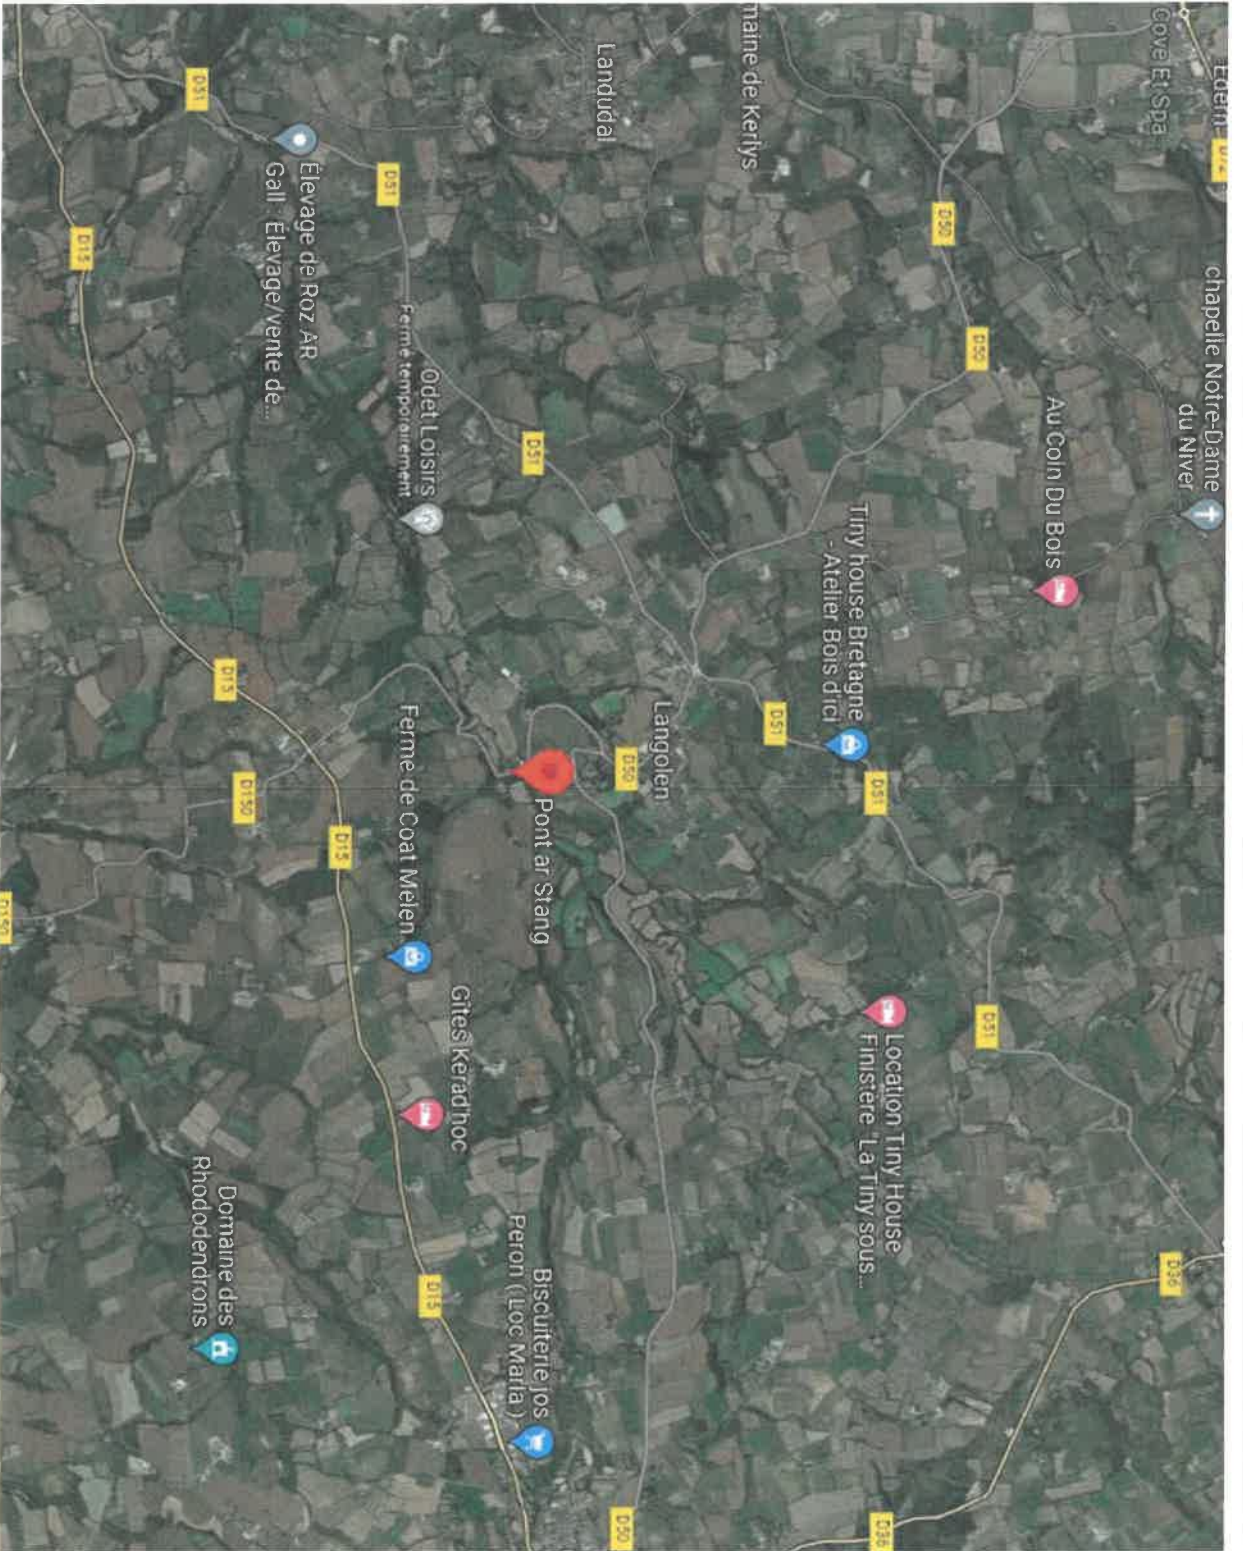 Edern
chapelle Notre-Dame
du Niver
Cove Et Spa
D36
Au Coin Du Bois
D50
D51
D50
Location Tiny House
Finistère "La Tiny sous...
D51
D36
Tiny house Bretagne
- Atelier Bois d'ici
D51
maine de Kerlys
Langolen
D50
D50
Landudal
Pont ar Stang
D51
Biscuiterie jos
Peron ( Loc Maria )
Gîtes Kerad'hoc
D15
Odet Loisirs
Fermé temporairement
Ferme de Coat Melen
D51
D15
Élevage de Roz AR
Gall - Élevage/vente de...
D150
D15
Domaine des
Rhododendrons
D51
D15
D150